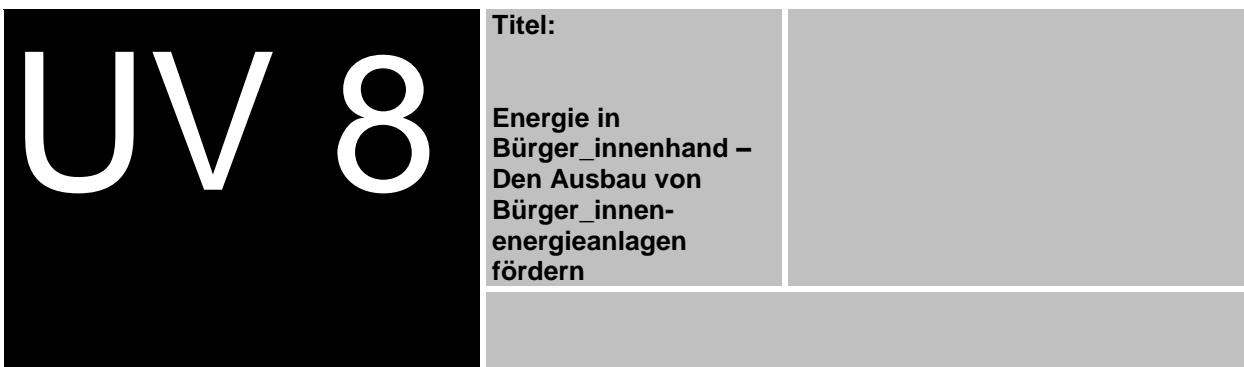 UV 8
Titel:
Energie in
Bürger_innenhand –
Den Ausbau von
Bürger_innen-
energieanlagen
fördern